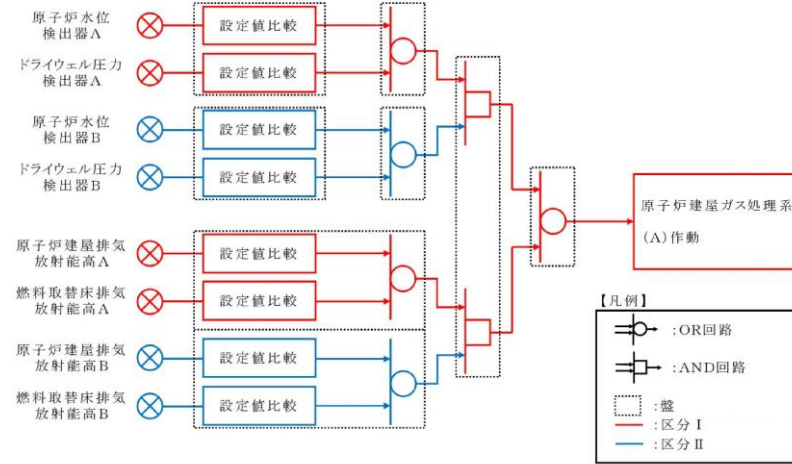 原子炉水位
検出器A
設定値比較
ドライウェル圧力
検出器A
設定値比較
原子炉水位
検出器B
設定値比較
ドライウェル圧力
検出器B
設定値比較
原子炉建屋排気
放射能高A
設定値比較
燃料取替床排気
放射能高A
設定値比較
原子炉建屋排気
放射能高B
設定値比較
燃料取替床排気
放射能高B
設定値比較
原子炉建屋ガス処理系
(A)作動
【凡例】
:OR回路
:AND回路
:盤
:区分Ⅰ
:区分Ⅱ